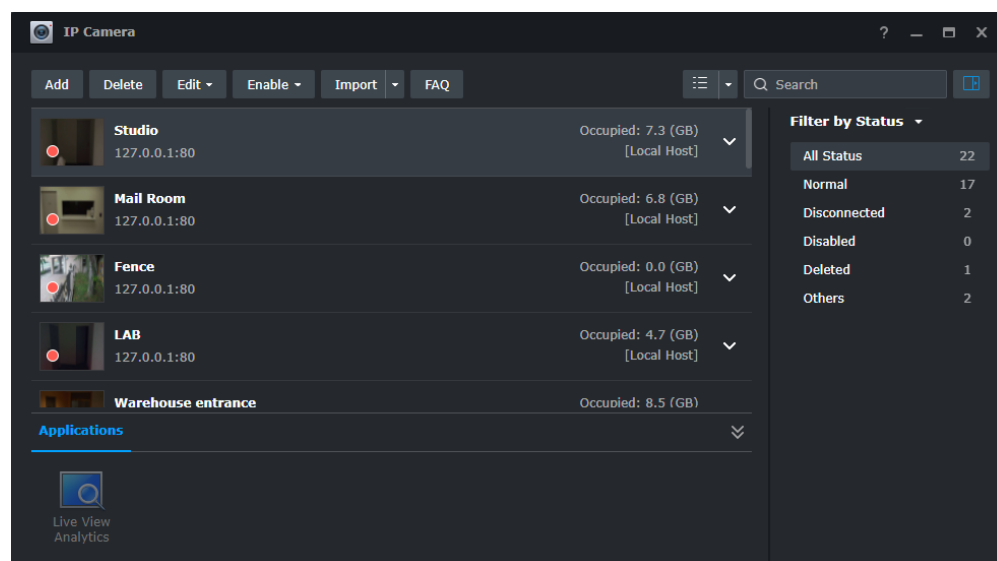 IP Camera
?
Add Delete Edit Enable Import FAQ Search
Studio Occupied: 7.3 (GB)
127.0.0.1:80 [Local Host]
Mail Room Occupied: 6.8 (GB)
127.0.0.1:80 [Local Host]
Fence Occupied: 0.0 (GB)
127.0.0.1:80 [Local Host]
LAB Occupied: 4.7 (GB)
127.0.0.1:80 [Local Host]
Warehouse entrance Occupied: 8.5 (GB)
Applications
Live View
Analytics
Filter by Status
All Status 22
Normal 17
Disconnected 2
Disabled 0
Deleted 1
Others 2